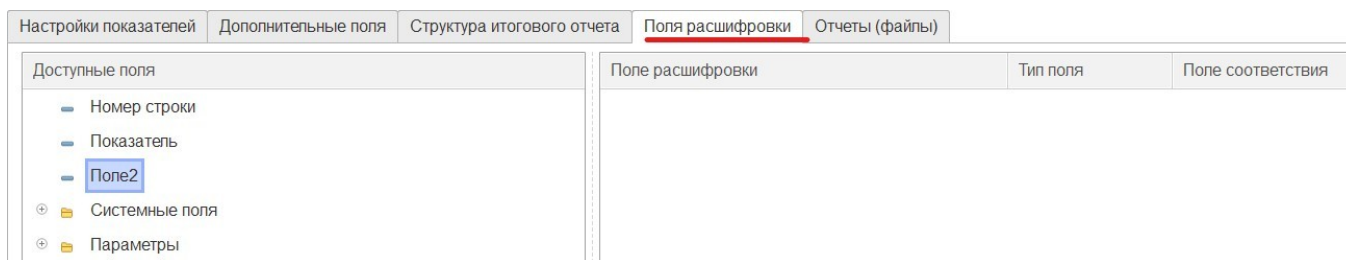 Настройки показателей Дополнительные поля Структура итогового отчета Поля расшифровки Отчеты (файлы)
Доступные поля Поле расшифровки Тип поля Поле соответствия
Номер строки
Показатель
Поле2
Системные поля
Параметры